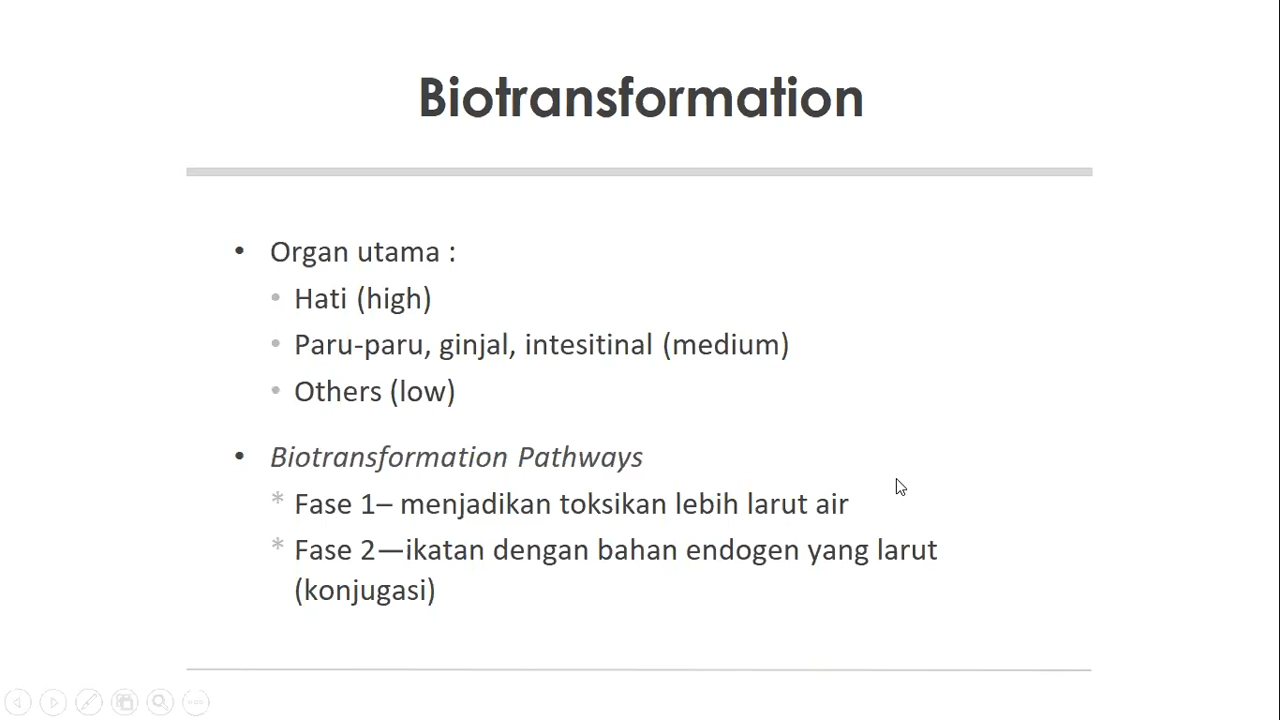 Biotransformation
• Organ utama :
• Hati (high)
• Paru-paru, ginjal, intesitinal (medium)
• Others (low)
• Biotransformation Pathways
* Fase 1– menjadikan toksikan lebih larut air
* Fase 2—ikatan dengan bahan endogen yang larut
(konjugasi)